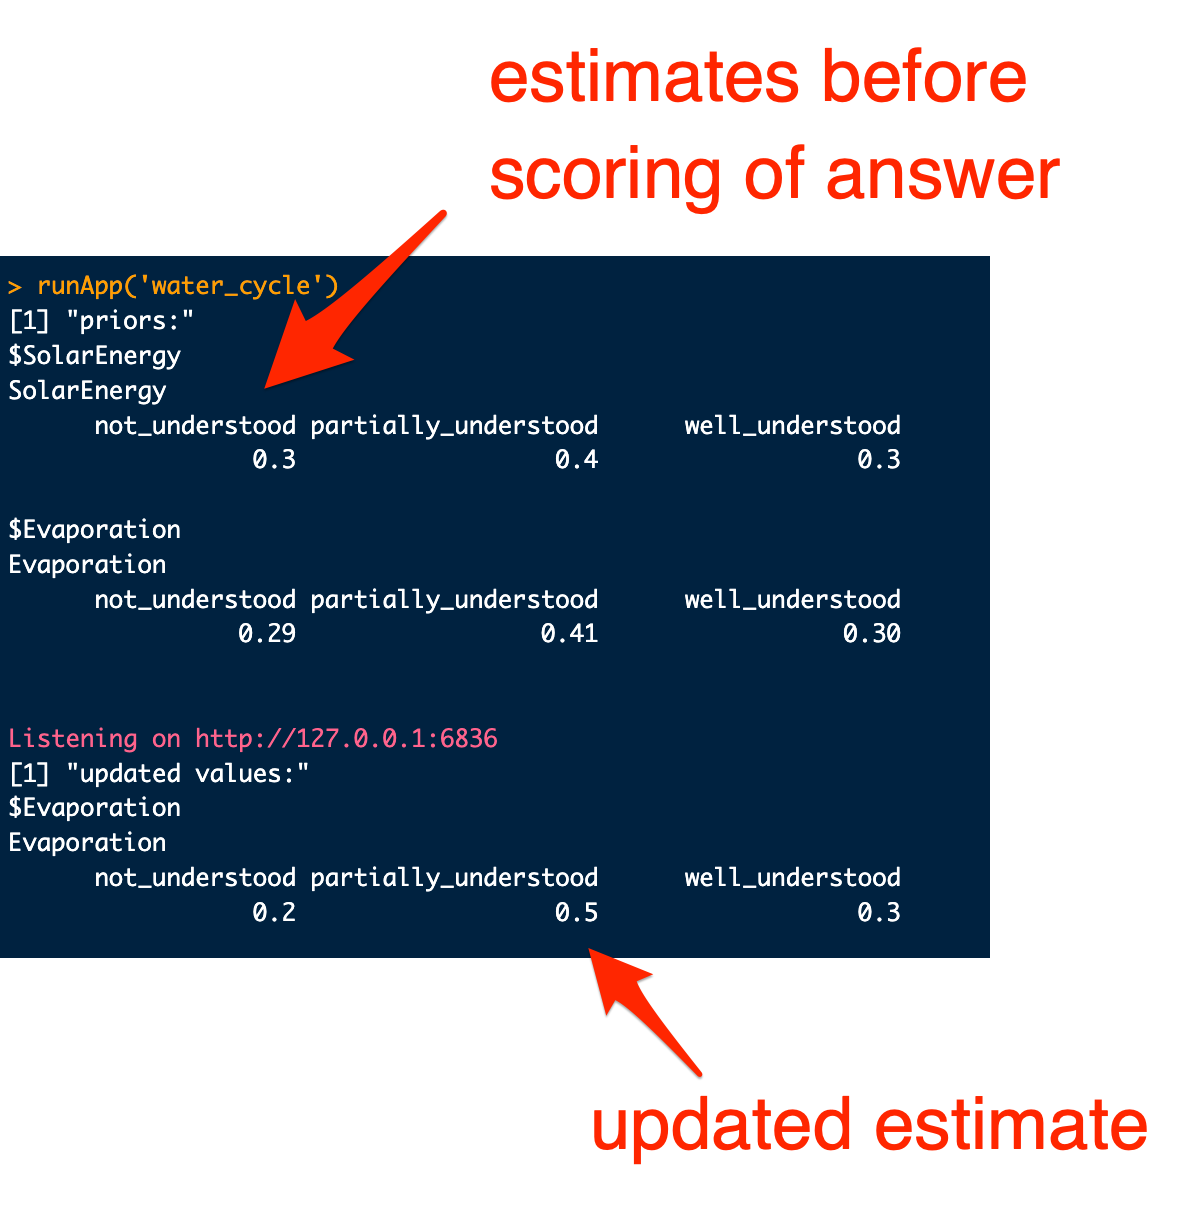 estimates before
scoring of answer
> runApp('water_cycle')
[1] "priors:"
$SolarEnergy
SolarEnergy
not_understood partially_understood well_understood
0.3 0.4 0.3
$Evaporation
Evaporation
not_understood partially_understood well_understood
0.29 0.41 0.30
Listening on http://127.0.0.1:6836
[1] "updated values:"
$Evaporation
Evaporation
not_understood partially_understood well_understood
0.2 0.5 0.3
updated estimate